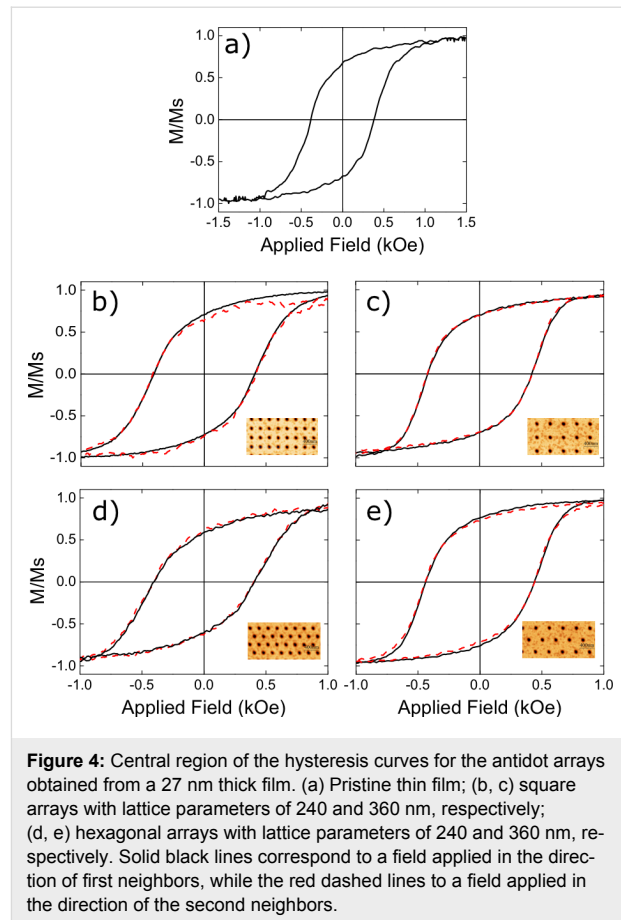 a)
1.0
0.5
0.0
-0.5
-1.0
M/Ms
-1.5 -1.0 -0.5 0.0 0.5 1.0 1.5
Applied Field (kOe)
b)
1.0
0.5
0.0
-0.5
-1.0
M/Ms
c)
d)
1.0
0.5
0.0
-0.5
-1.0
M/Ms
-1.0 -0.5 0.0 0.5 1.0
Applied Field (kOe)
e)
-1.0 -0.5 0.0 0.5 1.0
Applied Field (kOe)
Figure 4: Central region of the hysteresis curves for the antidot arrays
obtained from a 27 nm thick film. (a) Pristine thin film; (b, c) square
arrays with lattice parameters of 240 and 360 nm, respectively;
(d, e) hexagonal arrays with lattice parameters of 240 and 360 nm, re-
spectively. Solid black lines correspond to a field applied in the direc-
tion of first neighbors, while the red dashed lines to a field applied in
the direction of the second neighbors.